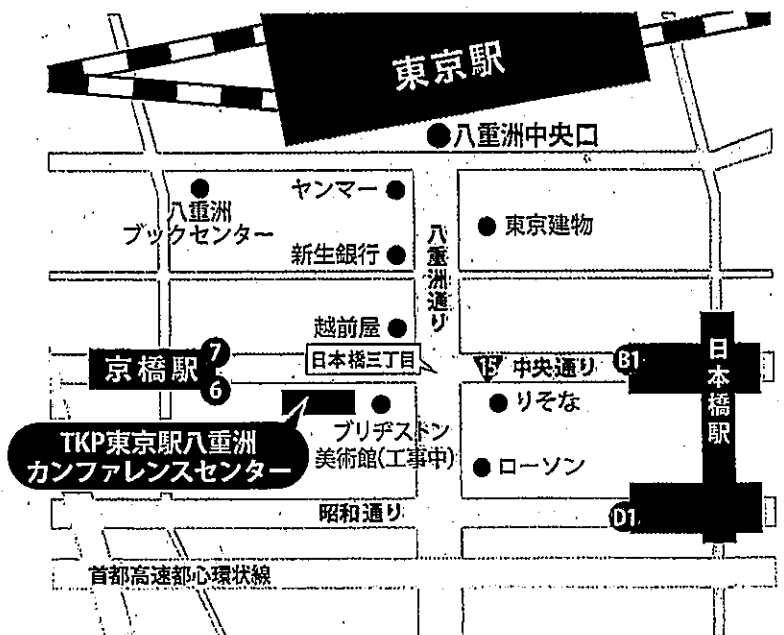 東京駅
八重洲中央口
ヤンマー
八重洲
ブックセンター
東京建物
新生銀行
八重洲通り
越前屋
日本橋三丁目
京橋駅
7
6
15
中央通り
B1
日本橋駅
りそな
ブリヂストン
美術館(工事中)
TKP東京駅八重洲
カンファレンスセンター
ローソン
昭和通り
D1
首都高速都心環状線